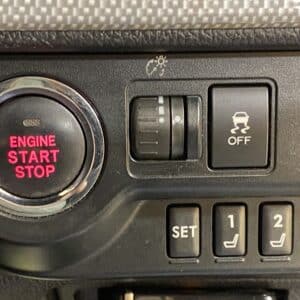 ENGINE
START
STOP
OFF
SET
1
2